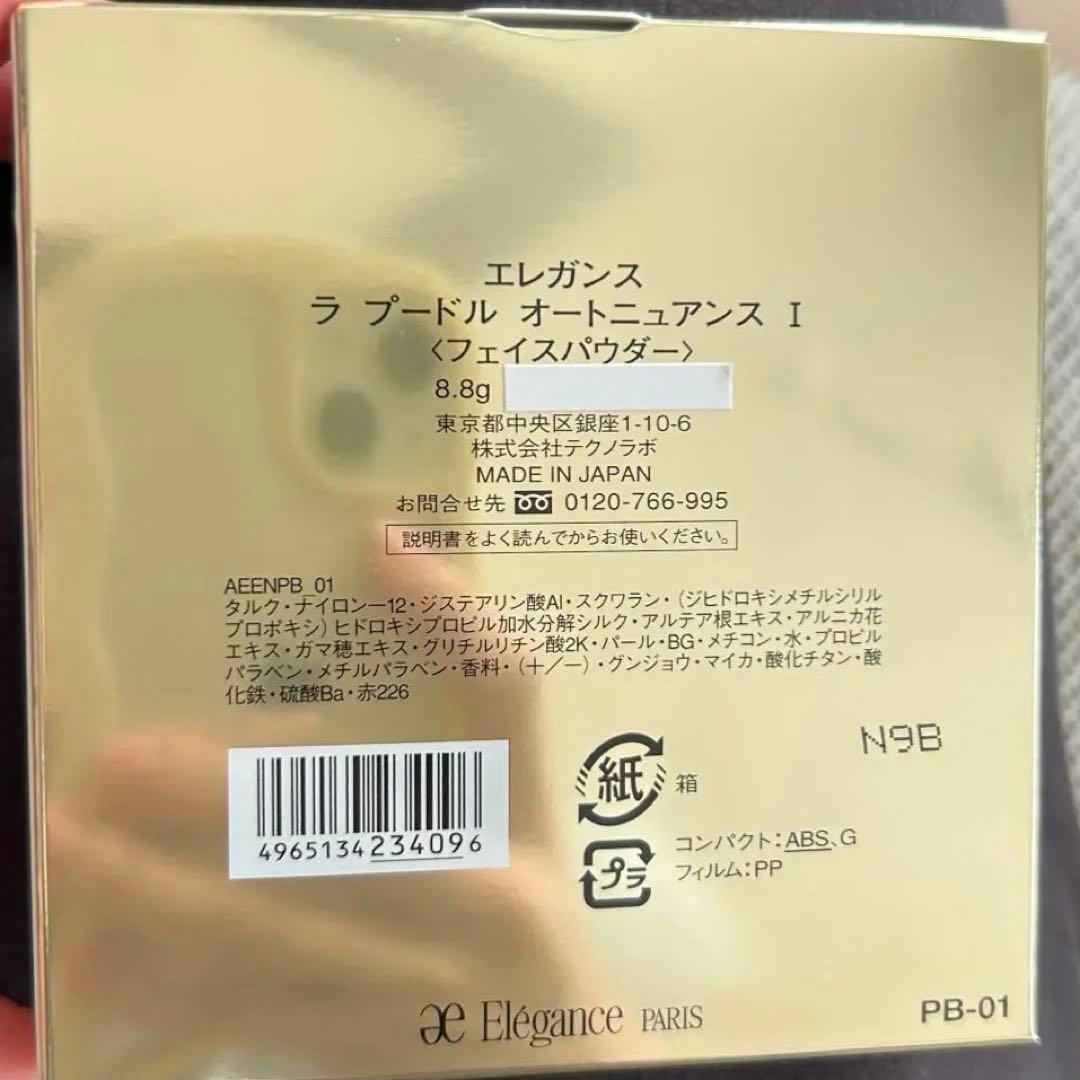 エレガンス
ラ プードル オートニュアンス I
〈フェイスパウダー〉
8.8g
東京都中央区銀座1-10-6
株式会社テクノラボ
MADE IN JAPAN
お問合せ先 0120-766-995
説明書をよく読んでからお使いください。
AEENPB_01
タルク・ナイロンー12・ジステアリン酸Al・スクワラン・(ジヒドロキシメチルシリル
プロポキシ)ヒドロキシプロピル加水分解シルク・アルテア根エキス・アルニカ花
エキス・ガマ穂エキス・グリチルリチン酸2K・パール・BG・メチコン・水・プロピル
パラベン・メチルパラベン・香料・(+/ー)・グンジョウ・マイカ・酸化チタン・酸
化鉄・硫酸Ba・赤226
N9B
4965134234096
紙 箱
プラ コンパクト:ABS、G
フィルム:PP
æ Elégance PARIS
PB-01